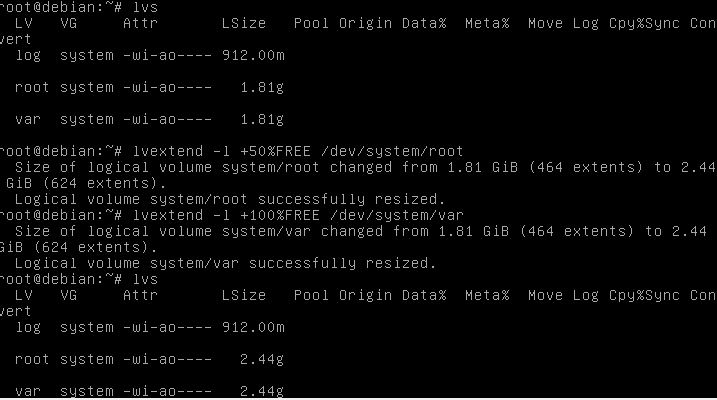 root@debian:~# lvs
  LV   VG     Attr       LSize   Pool Origin Data%  Meta%  Move Log Cpy%Sync Con
vert
  log  system -wi-ao---- 912.00m
  root system -wi-ao----   1.81g
  var  system -wi-ao----   1.81g
root@debian:~# lvextend -l +50%FREE /dev/system/root
  Size of logical volume system/root changed from 1.81 GiB (464 extents) to 2.44
 GiB (624 extents).
  Logical volume system/root successfully resized.
root@debian:~# lvextend -l +100%FREE /dev/system/var
  Size of logical volume system/var changed from 1.81 GiB (464 extents) to 2.44
GiB (624 extents).
  Logical volume system/var successfully resized.
root@debian:~# lvs
  LV   VG     Attr       LSize   Pool Origin Data%  Meta%  Move Log Cpy%Sync Con
vert
  log  system -wi-ao---- 912.00m
  root system -wi-ao----   2.44g
  var  system -wi-ao----   2.44g